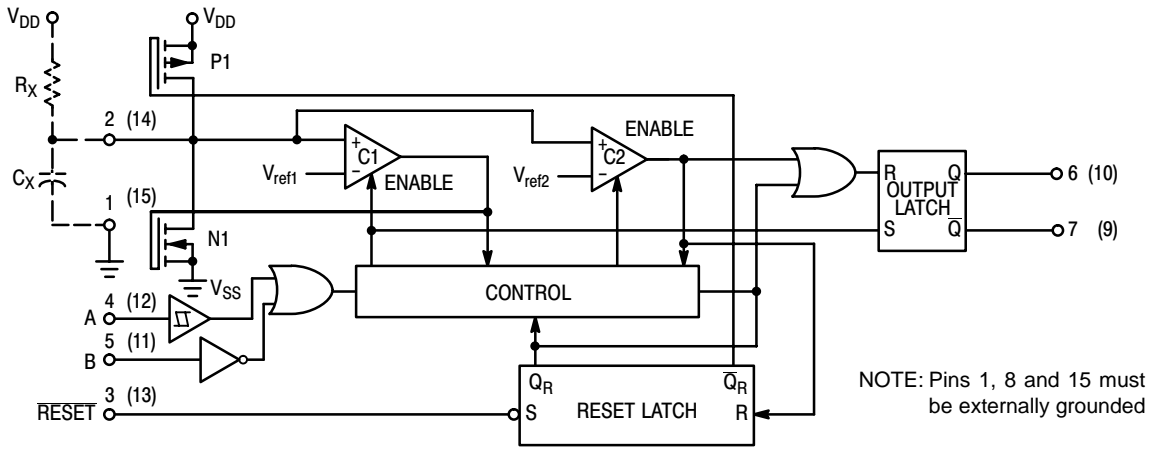 VDD
VDD
P1
RX
2 (14)
CX
1 (15)
Vref1
+
C1
−
ENABLE
Vref2
+
C2
−
ENABLE
R Q
OUTPUT
LATCH
S Q̅
6 (10)
7 (9)
N1
VSS
CONTROL
4 (12)
A
5 (11)
B
3 (13)
R̅E̅S̅E̅T̅
QR Q̅R
S RESET LATCH R
NOTE: Pins 1, 8 and 15 must
be externally grounded